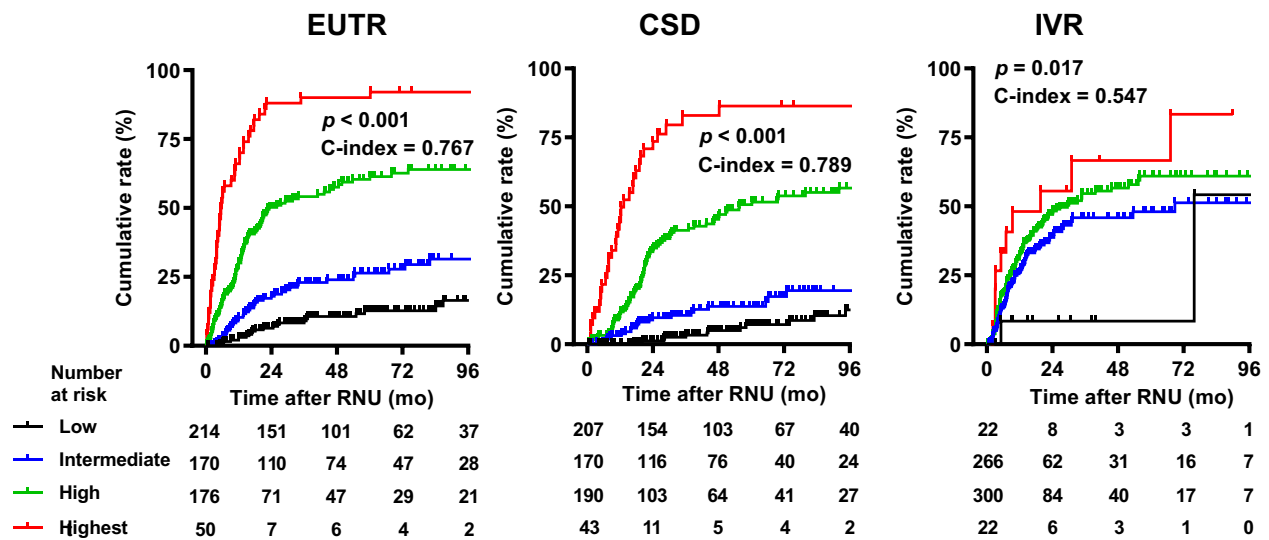 EUTR CSD IVR
100 75 50 25 0
Cumulative rate (%)
p < 0.001
C-index = 0.767
0 24 48 72 96
Time after RNU (mo)
100 75 50 25 0
Cumulative rate (%)
p < 0.001
C-index = 0.789
0 24 48 72 96
Time after RNU (mo)
100 75 50 25 0
Cumulative rate (%)
p = 0.017
C-index = 0.547
0 24 48 72 96
Time after RNU (mo)
Number
at risk
Low 214 151 101 62 37 207 154 103 67 40 22 8 3 3 1
Intermediate 170 110 74 47 28 170 116 76 40 24 266 62 31 16 7
High 176 71 47 29 21 190 103 64 41 27 300 84 40 17 7
Highest 50 7 6 4 2 43 11 5 4 2 22 6 3 1 0